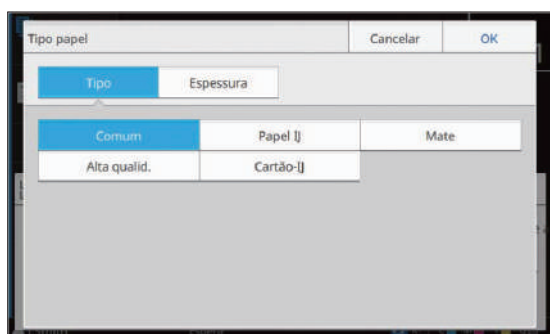 Tipo papel Cancelar OK
Tipo Espessura
Comum Papel IJ Mate
Alta qualid. Cartão-IJ